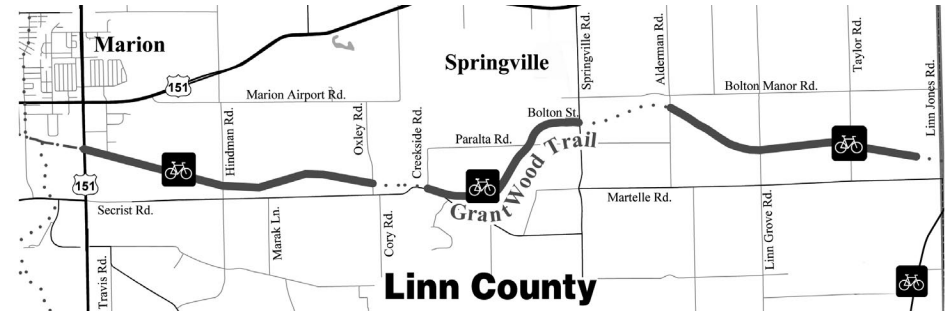 Marion
151
Marion Airport Rd.
Hindman Rd.
Oxley Rd.
Creekside Rd.
Springville
Paralta Rd.
Bolton St.
Springville Rd.
Alderman Rd.
Bolton Manor Rd.
Taylor Rd.
Linn Jones Rd.
151
Secrist Rd.
Travis Rd.
Marak Ln.
Cory Rd.
GrantWood Trail
Martelle Rd.
Linn Grove Rd.
Linn County